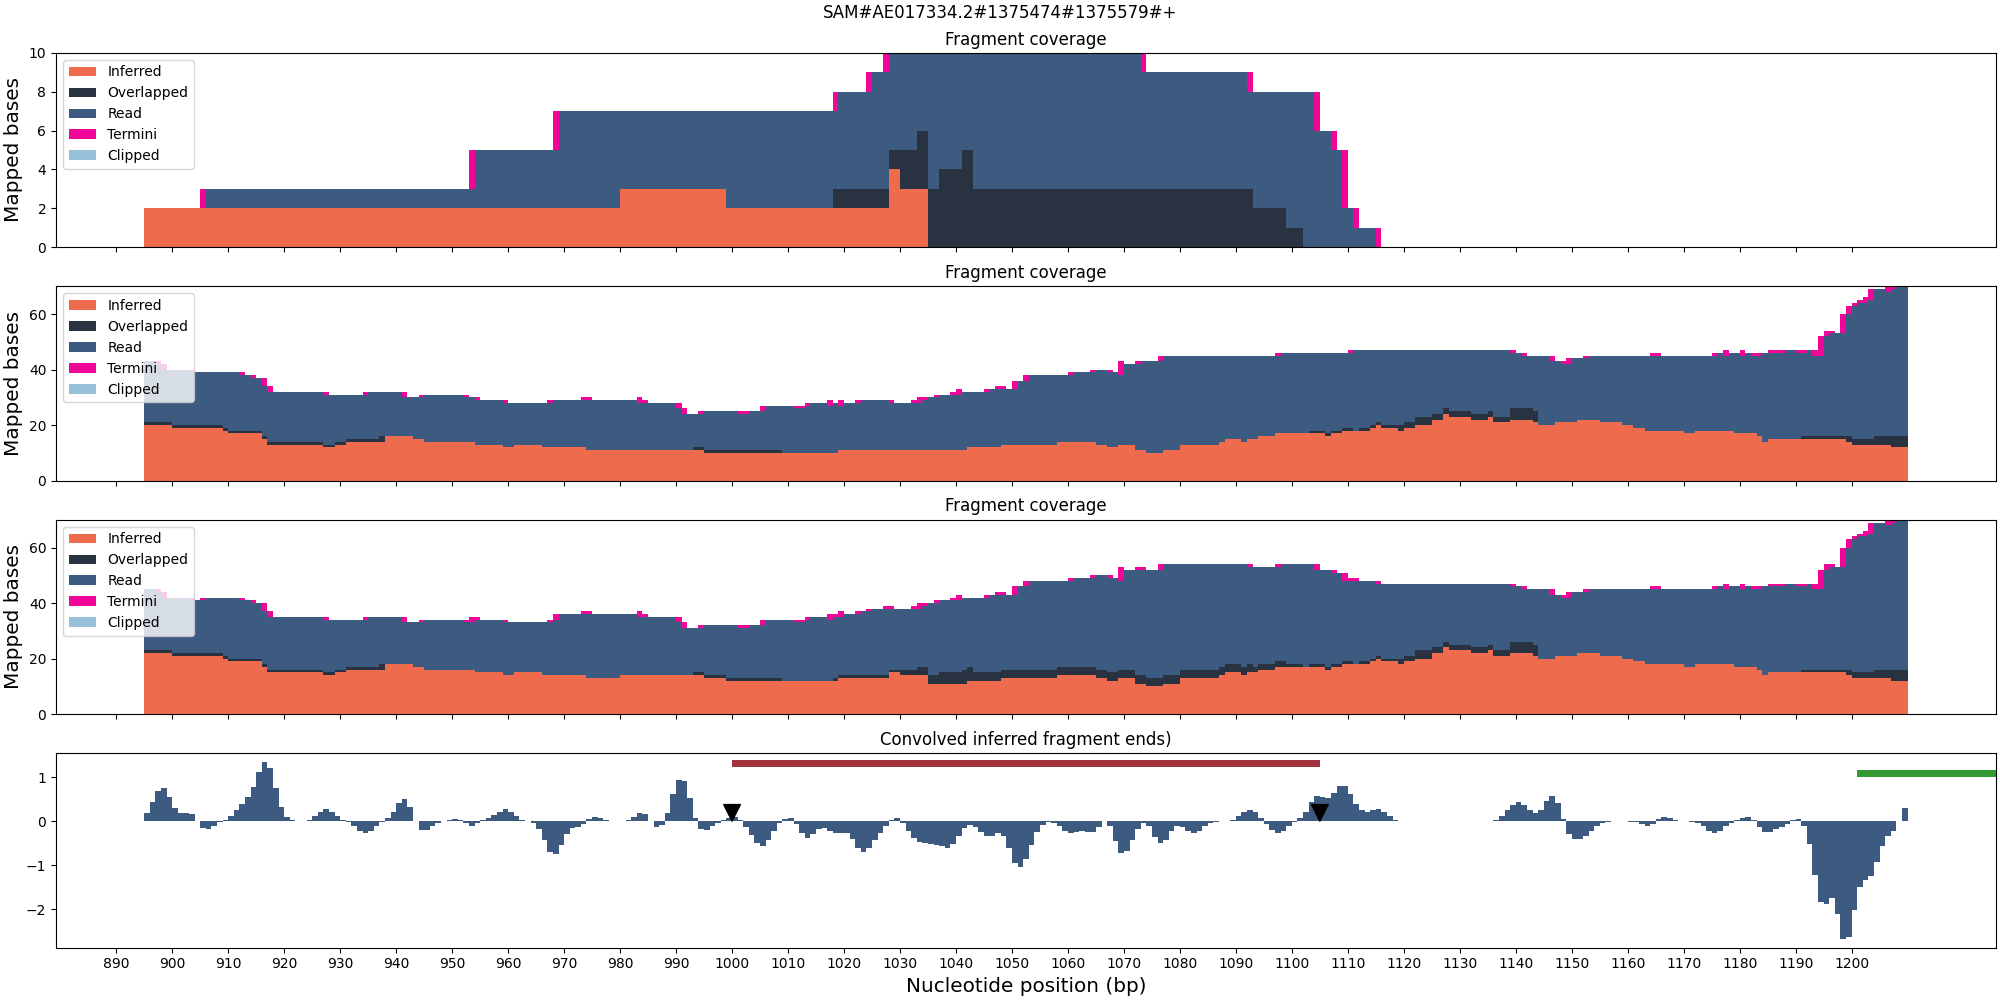 SAM#AE017334.2#1375474#1375579#+
Fragment coverage
Mapped bases
10
8
6
4
2
0
Inferred
Overlapped
Read
Termini
Clipped
Fragment coverage
Mapped bases
60
40
20
0
Inferred
Overlapped
Read
Termini
Clipped
Fragment coverage
Mapped bases
60
40
20
0
Inferred
Overlapped
Read
Termini
Clipped
Convolved inferred fragment ends)
1
0
−1
−2
890 900 910 920 930 940 950 960 970 980 990 1000 1010 1020 1030 1040 1050 1060 1070 1080 1090 1100 1110 1120 1130 1140 1150 1160 1170 1180 1190 1200
Nucleotide position (bp)